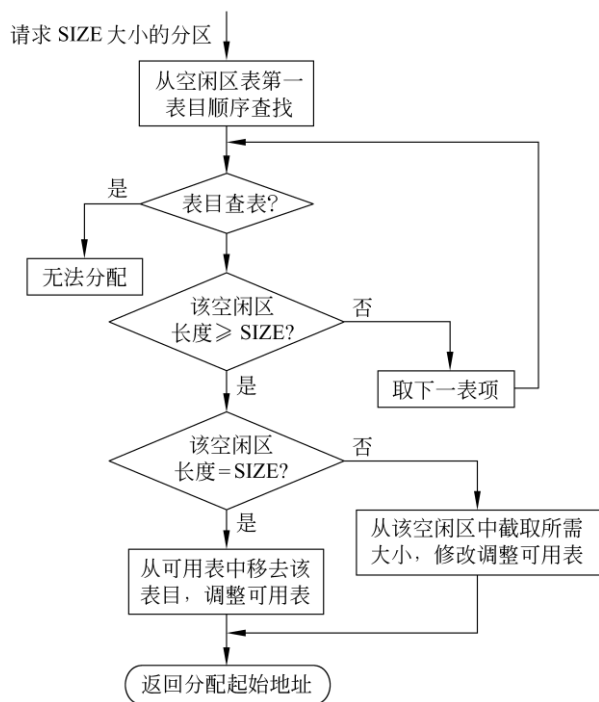 请求 SIZE 大小的分区
从空闲区表第一
表目顺序查找
是
表目查表?
无法分配
该空闲区
长度≥ SIZE?
否
取下一表项
是
该空闲区
长度=SIZE?
否
是
从该空闲区中截取所需
大小，修改调整可用表
从可用表中移去该
表目，调整可用表
返回分配起始地址